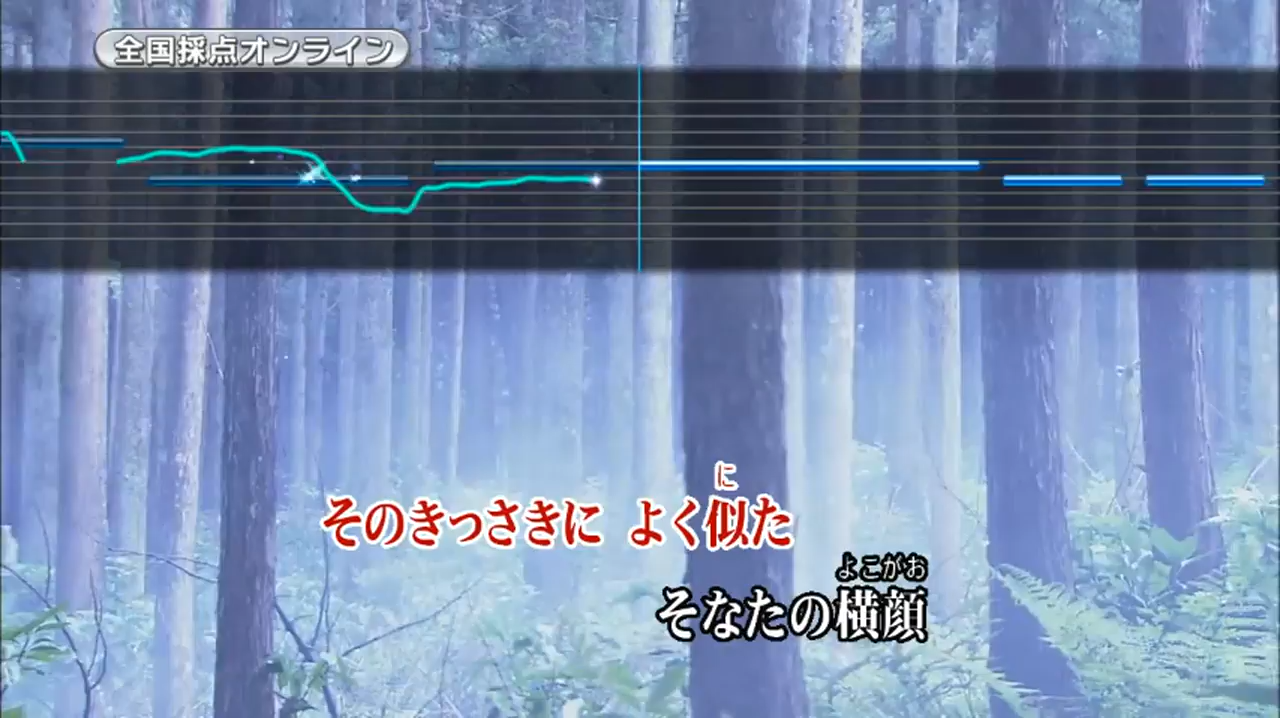 全国採点オンライン
に
そのきっさきに よく似た
よこがお
そなたの横顔